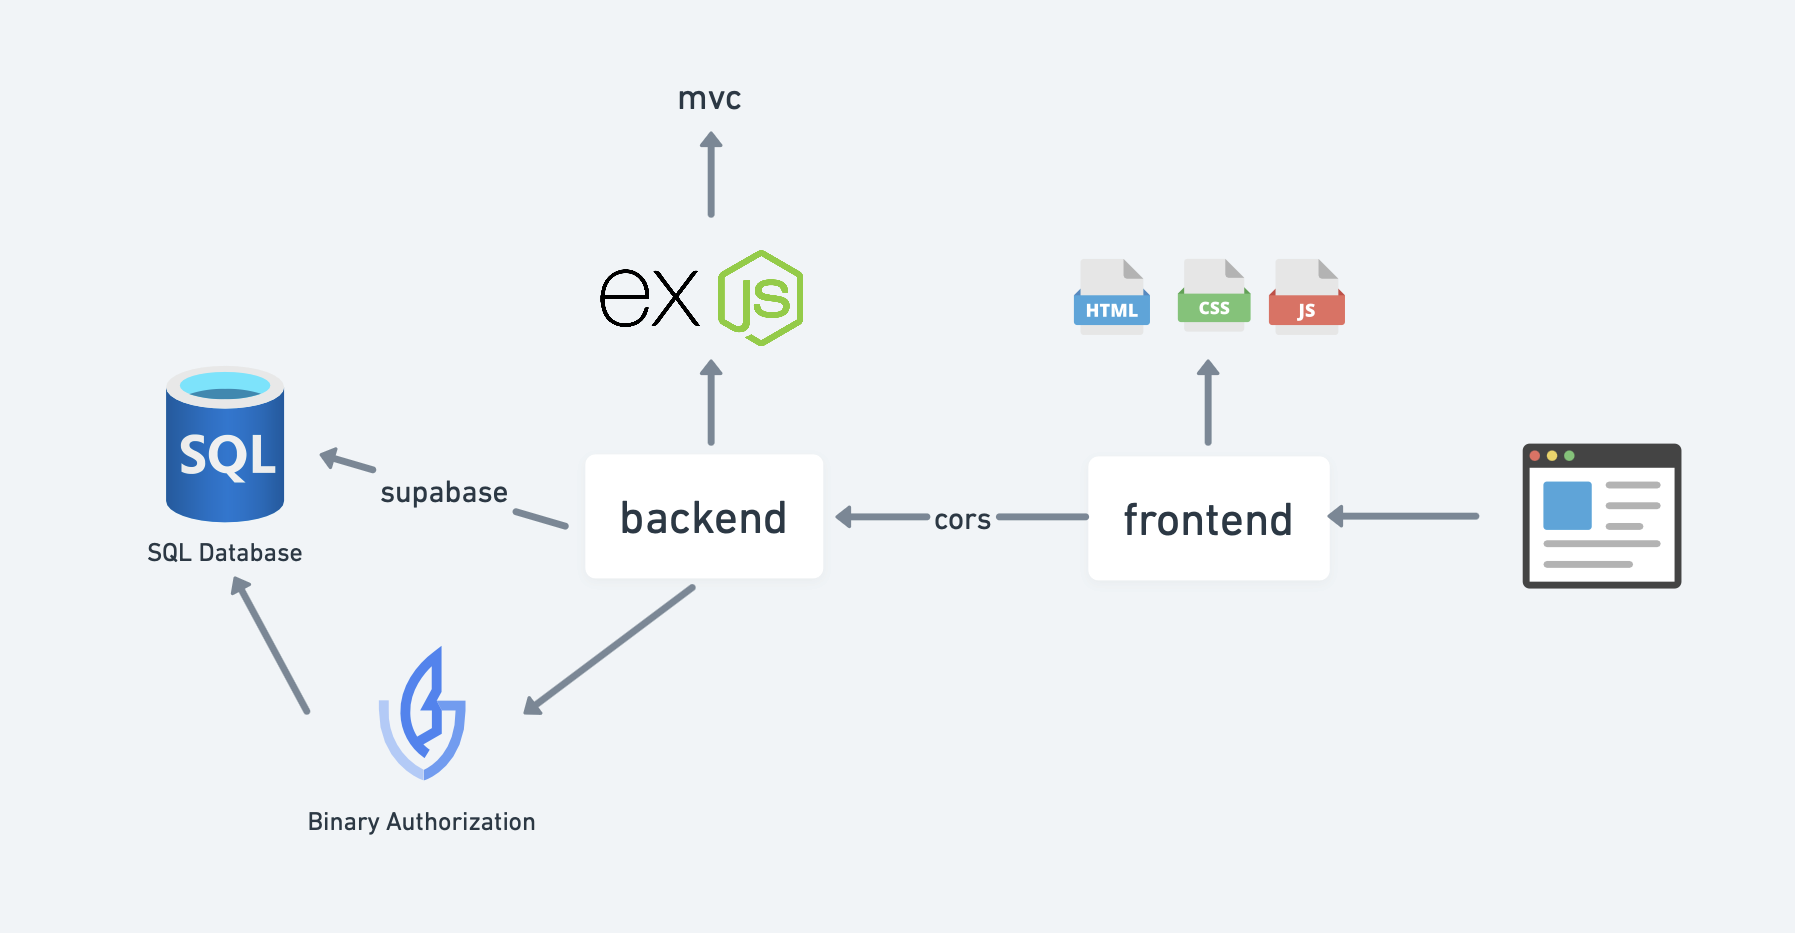 mvc
ex JS
HTML
CSS
JS
SQL
supabase
backend
cors
frontend
SQL Database
Binary Authorization